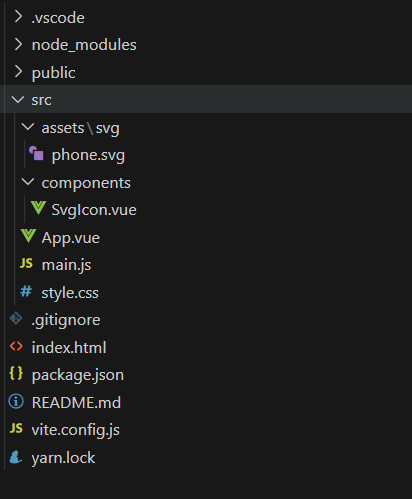 .vscode
node_modules
public
src
assets\svg
phone.svg
components
SvgIcon.vue
App.vue
JS main.js
# style.css
.gitignore
<> index.html
{} package.json
README.md
JS vite.config.js
yarn.lock